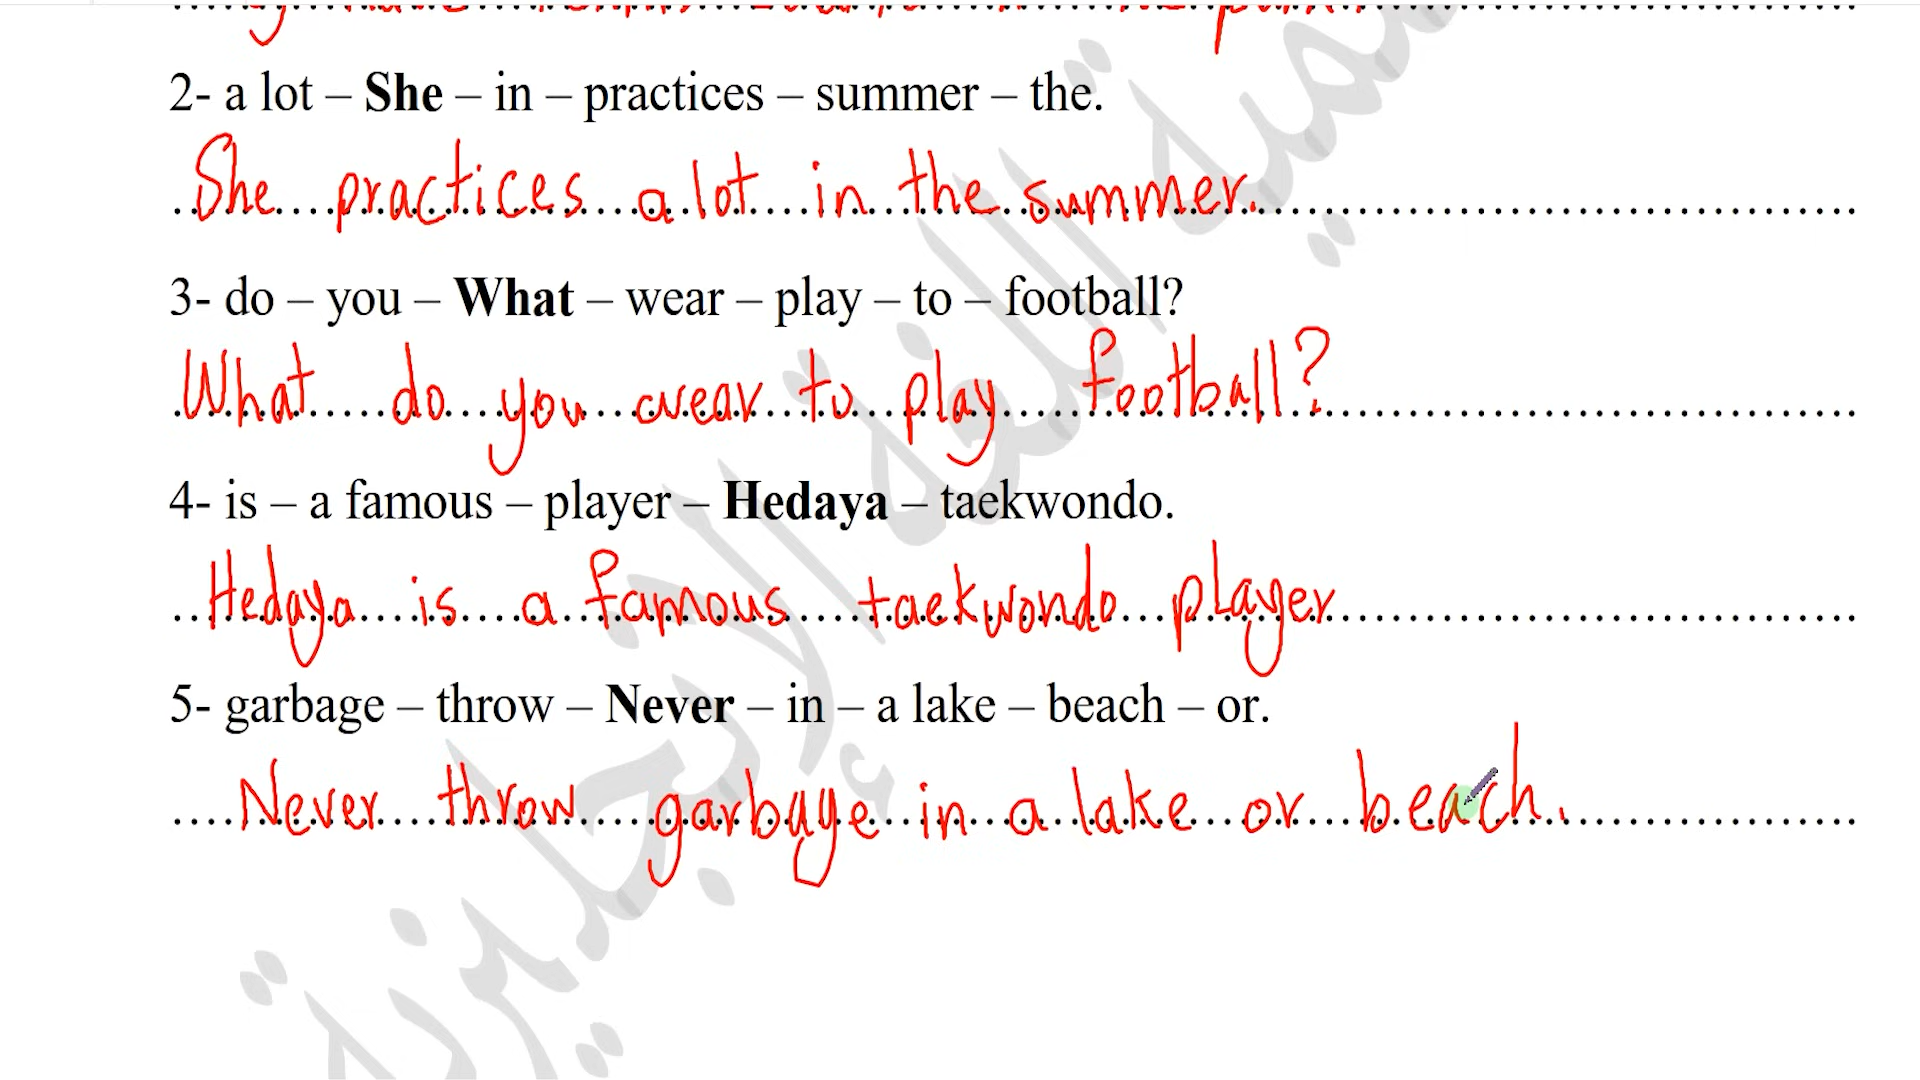 2- a lot – She – in – practices – summer – the.
She practices a lot in the summer.
3- do – you – What – wear – play – to – football?
What do you wear to play football?
4- is – a famous – player – Hedaya – taekwondo.
Hedaya is a famous taekwondo player
5- garbage – throw – Never – in – a lake – beach – or.
Never throw garbage in a lake or beach.